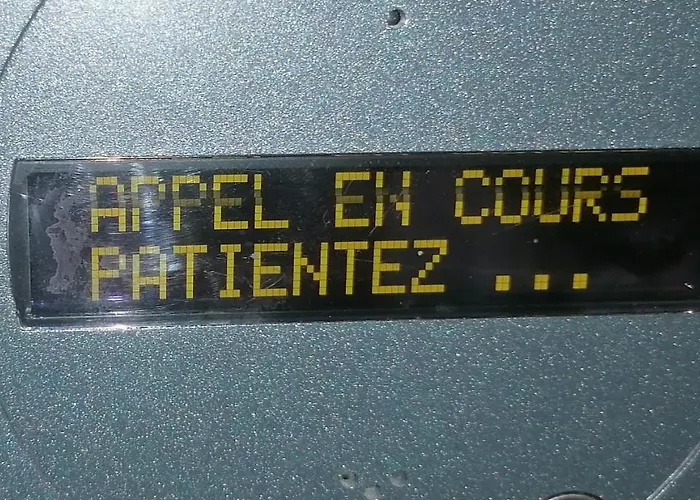 APPEL EN COURS
PATIENTEZ ...